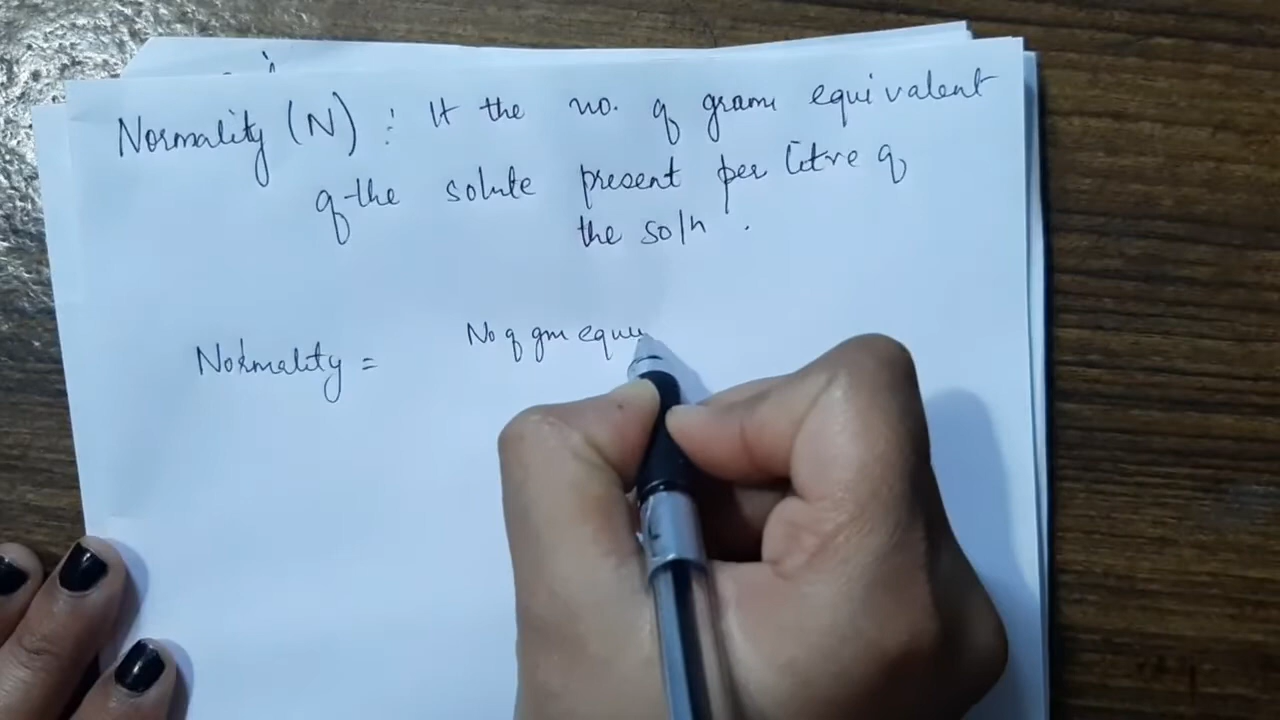 Normality (N) : It the no. of gram equivalent
of the solute present per litre of
the soln .
Normality =
No of gm equi